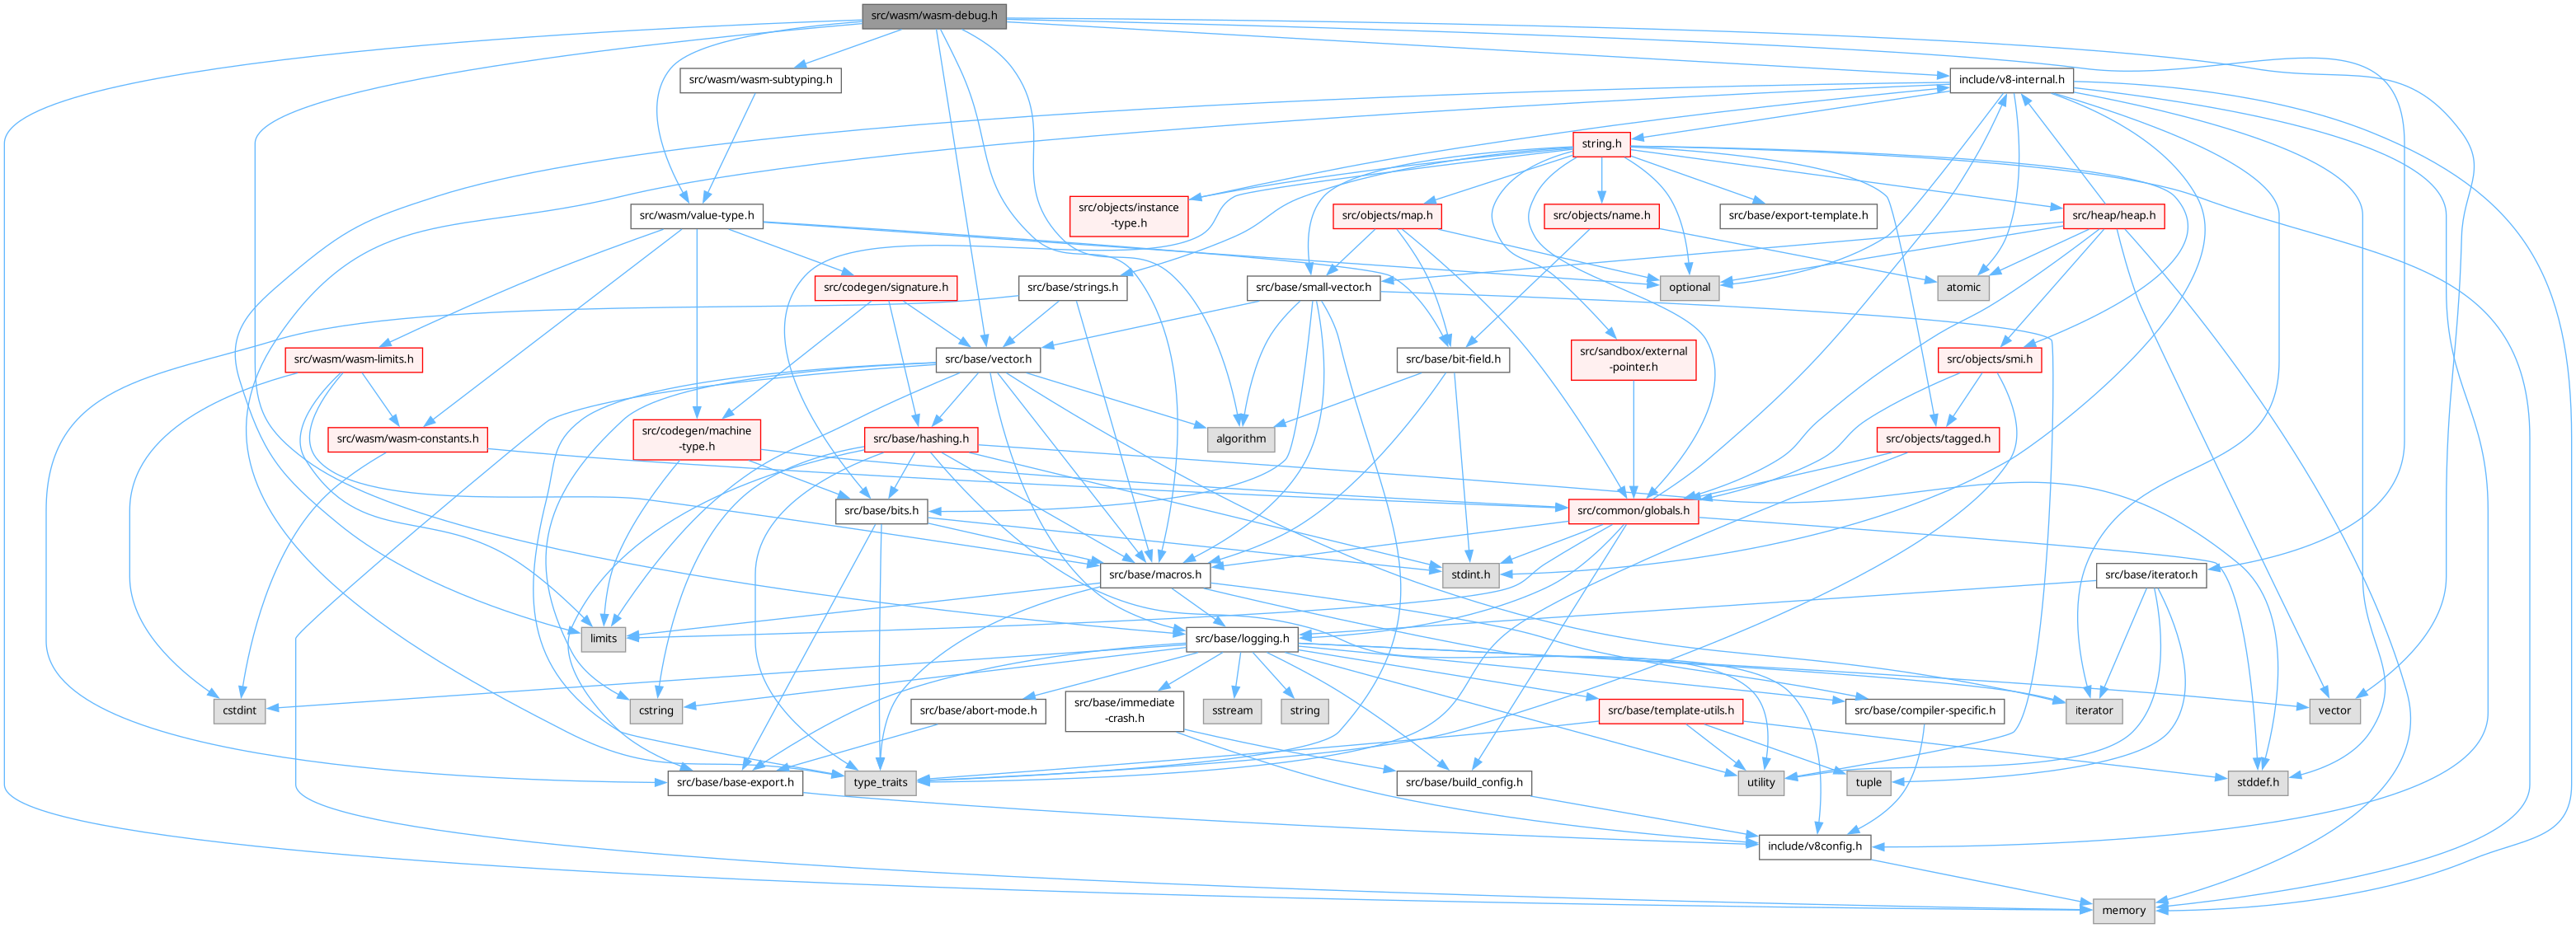 src/wasm/wasm-debug.h
src/wasm/wasm-subtyping.h
include/v8-internal.h
string.h
src/wasm/value-type.h
src/objects/instance
-type.h
src/objects/map.h
src/objects/name.h
src/base/export-template.h
src/heap/heap.h
src/codegen/signature.h
src/base/strings.h
src/base/small-vector.h
optional
atomic
src/wasm/wasm-limits.h
src/base/vector.h
src/base/bit-field.h
src/sandbox/external
-pointer.h
src/objects/smi.h
src/wasm/wasm-constants.h
src/codegen/machine
-type.h
src/base/hashing.h
algorithm
src/objects/tagged.h
src/base/bits.h
src/common/globals.h
src/base/macros.h
stdint.h
src/base/iterator.h
limits
src/base/logging.h
cstdint
cstring
src/base/abort-mode.h
src/base/immediate
-crash.h
sstream
string
src/base/template-utils.h
src/base/compiler-specific.h
iterator
vector
src/base/base-export.h
type_traits
src/base/build_config.h
utility
tuple
stddef.h
include/v8config.h
memory